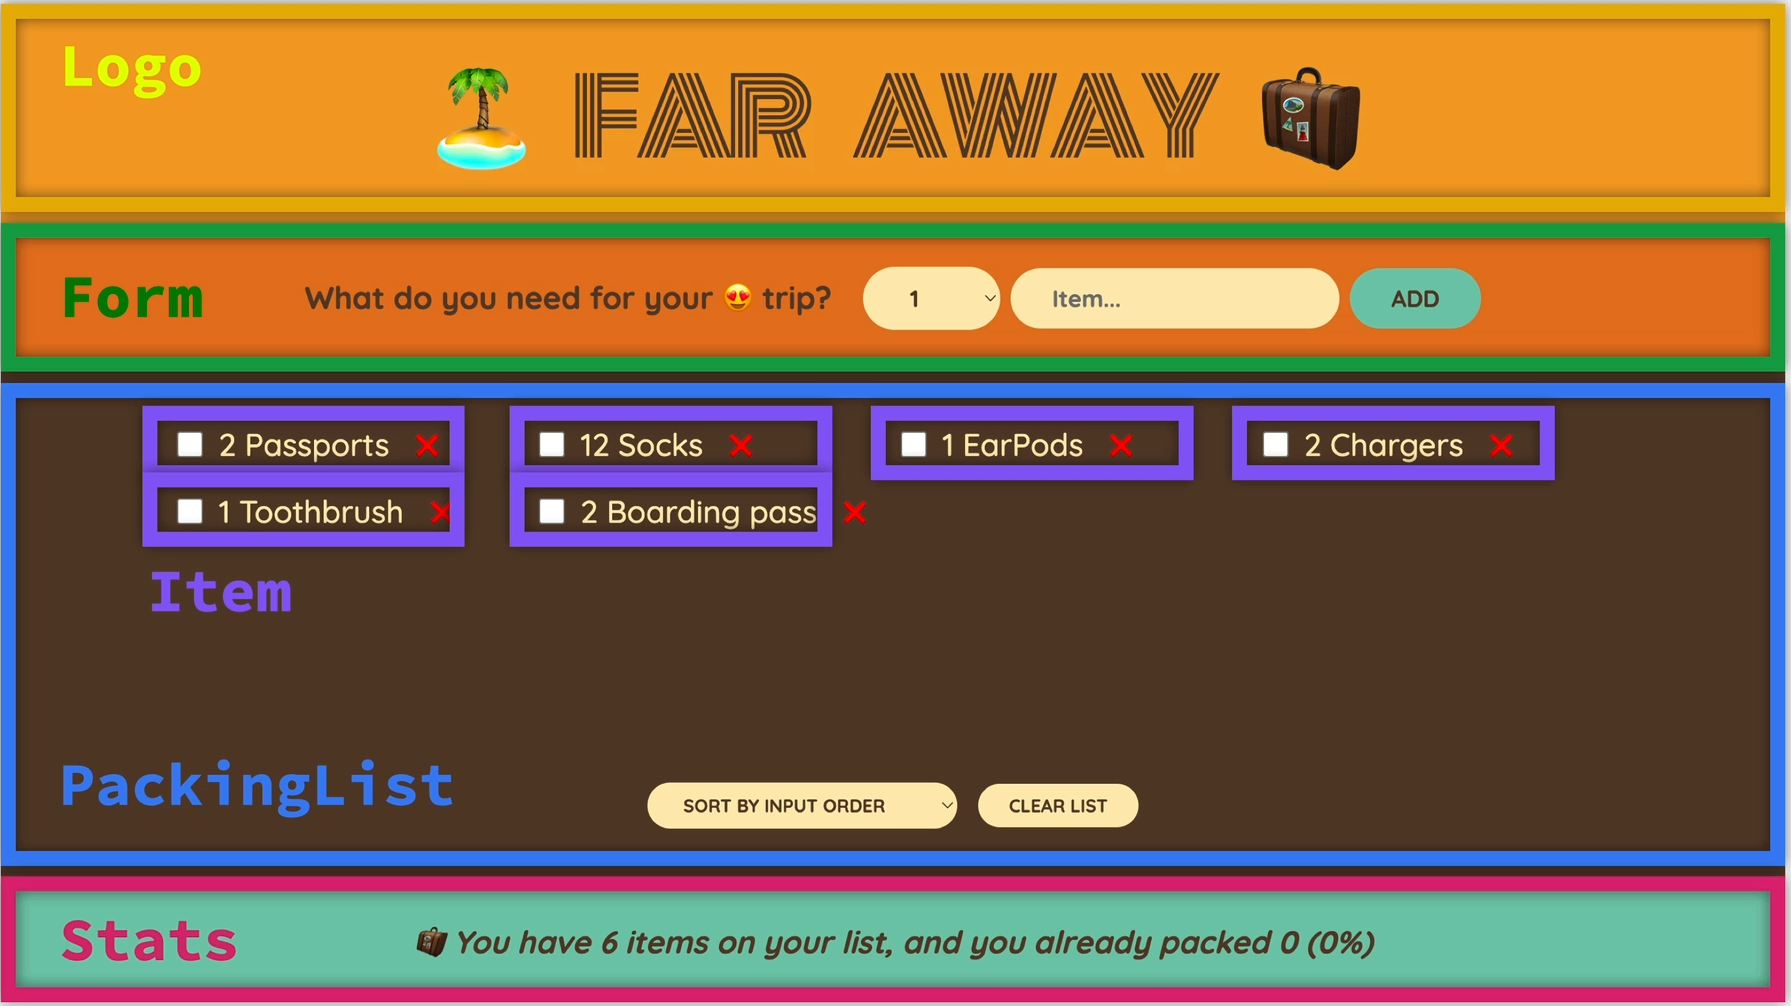 Logo
FAR AWAY
Form
What do you need for your 😍 trip?
1
Item...
ADD
2 Passports ❌
12 Socks ❌
1 EarPods ❌
2 Chargers ❌
1 Toothbrush ❌
2 Boarding pass ❌
Item
PackingList
SORT BY INPUT ORDER
CLEAR LIST
Stats
You have 6 items on your list, and you already packed 0 (0%)